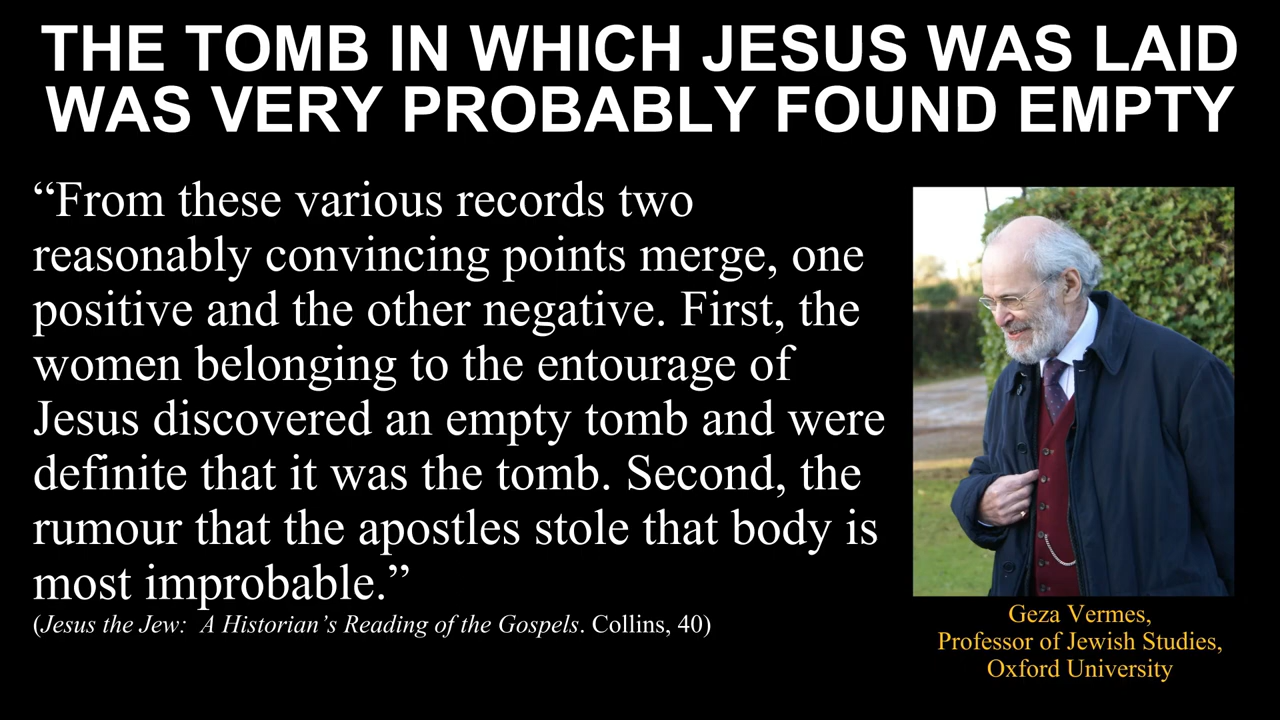 THE TOMB IN WHICH JESUS WAS LAID
WAS VERY PROBABLY FOUND EMPTY
“From these various records two
reasonably convincing points merge, one
positive and the other negative. First, the
women belonging to the entourage of
Jesus discovered an empty tomb and were
definite that it was the tomb. Second, the
rumour that the apostles stole that body is
most improbable.”
(Jesus the Jew:  A Historian’s Reading of the Gospels. Collins, 40)
Geza Vermes,
Professor of Jewish Studies,
Oxford University